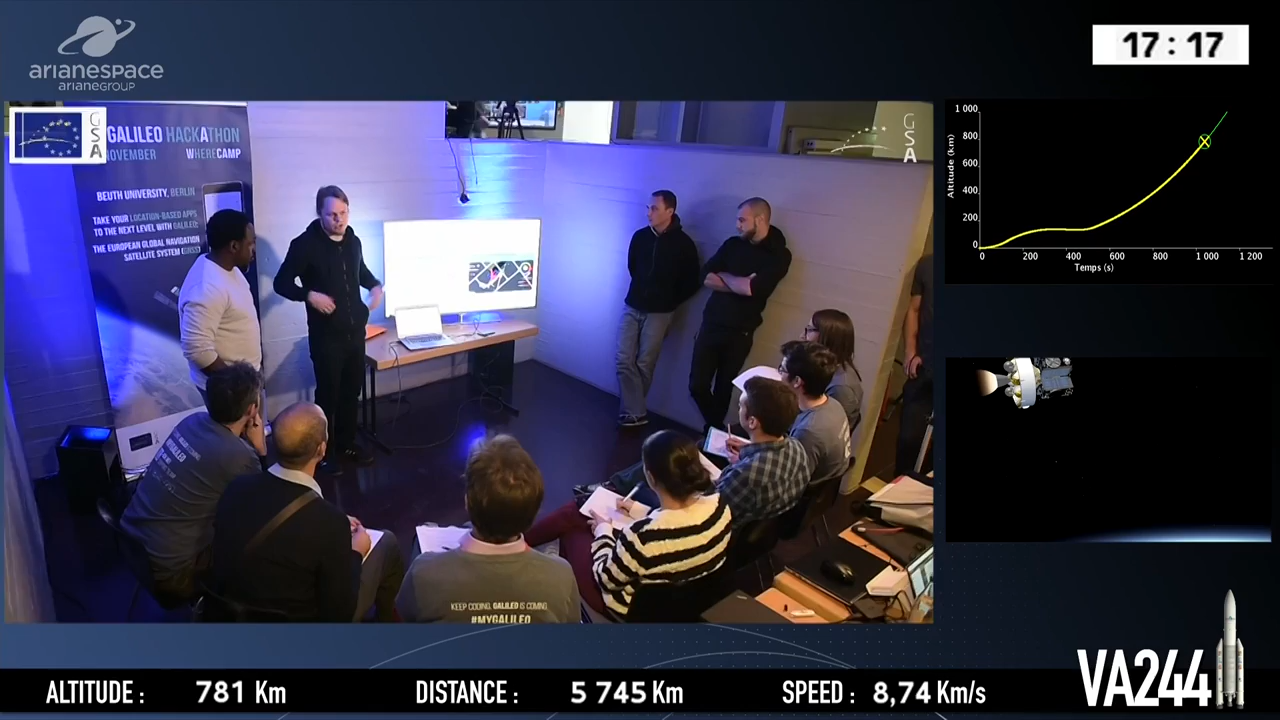 arianespace
arianeGROUP
17 : 17
GSA
GALILEO HACKATHON
NOVEMBER WHERECAMP
BEUTH UNIVERSITY, BERLIN
TAKE YOUR LOCATION-BASED APPS
TO THE NEXT LEVEL WITH GALILEO:
THE EUROPEAN GLOBAL NAVIGATION
SATELLITE SYSTEM (GNSS)
GSA
KEEP CODING, GALILEO IS COMING
#MYGALILEO
Altitude (km)
1 000
800
600
400
200
0
0 200 400 600 800 1 000 1 200
Temps (s)
VA244
ALTITUDE : 781 Km DISTANCE : 5 745 Km SPEED : 8,74 Km/s